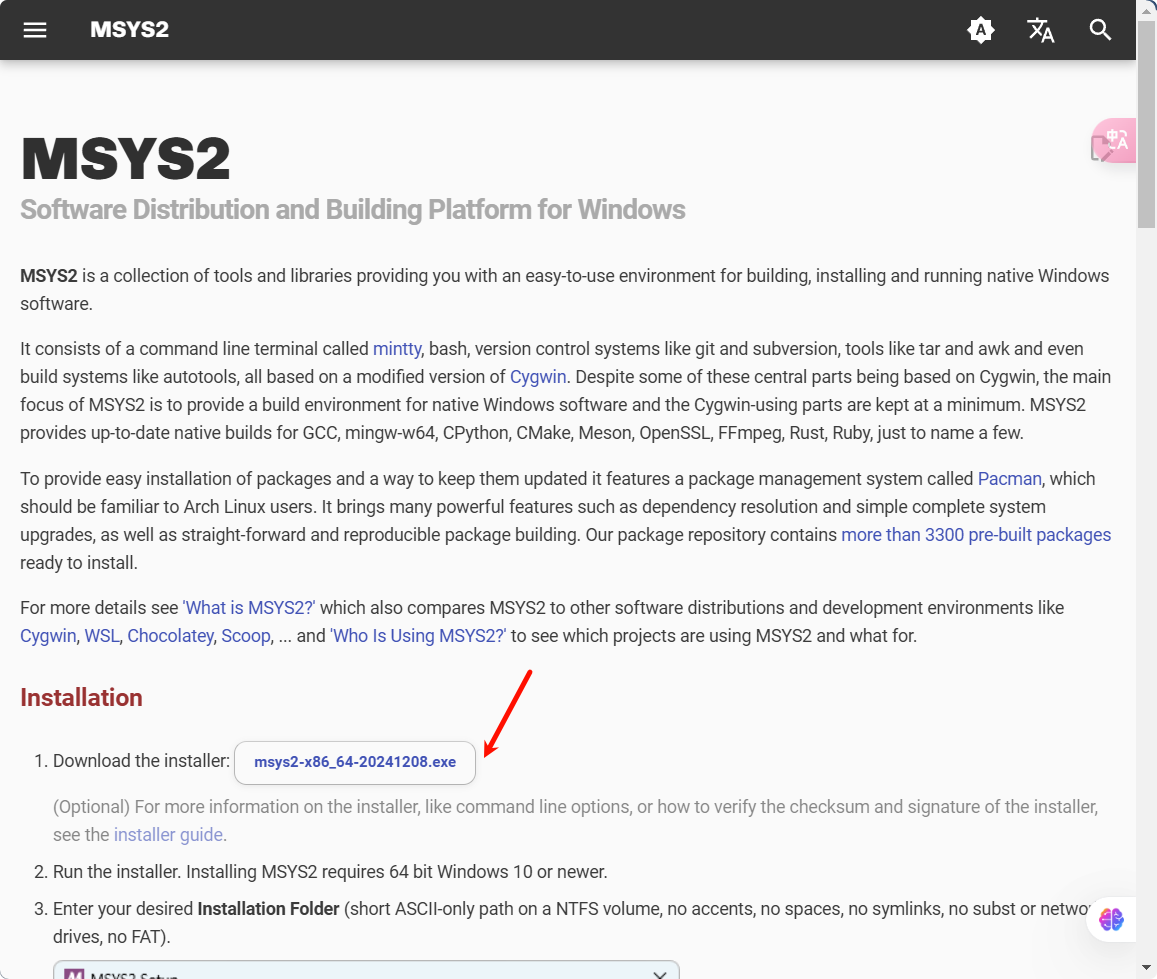 MSYS2
MSYS2
Software Distribution and Building Platform for Windows
MSYS2 is a collection of tools and libraries providing you with an easy-to-use environment for building, installing and running native Windows
software.
It consists of a command line terminal called mintty, bash, version control systems like git and subversion, tools like tar and awk and even
build systems like autotools, all based on a modified version of Cygwin. Despite some of these central parts being based on Cygwin, the main
focus of MSYS2 is to provide a build environment for native Windows software and the Cygwin-using parts are kept at a minimum. MSYS2
provides up-to-date native builds for GCC, mingw-w64, CPython, CMake, Meson, OpenSSL, FFmpeg, Rust, Ruby, just to name a few.
To provide easy installation of packages and a way to keep them updated it features a package management system called Pacman, which
should be familiar to Arch Linux users. It brings many powerful features such as dependency resolution and simple complete system
upgrades, as well as straight-forward and reproducible package building. Our package repository contains more than 3300 pre-built packages
ready to install.
For more details see 'What is MSYS2?' which also compares MSYS2 to other software distributions and development environments like
Cygwin, WSL, Chocolatey, Scoop, ... and 'Who Is Using MSYS2?' to see which projects are using MSYS2 and what for.
Installation
1. Download the installer: msys2-x86_64-20241208.exe
(Optional) For more information on the installer, like command line options, or how to verify the checksum and signature of the installer,
see the installer guide.
2. Run the installer. Installing MSYS2 requires 64 bit Windows 10 or newer.
3. Enter your desired Installation Folder (short ASCII-only path on a NTFS volume, no accents, no spaces, no symlinks, no subst or netwo
drives, no FAT).
MSYS2 Setup